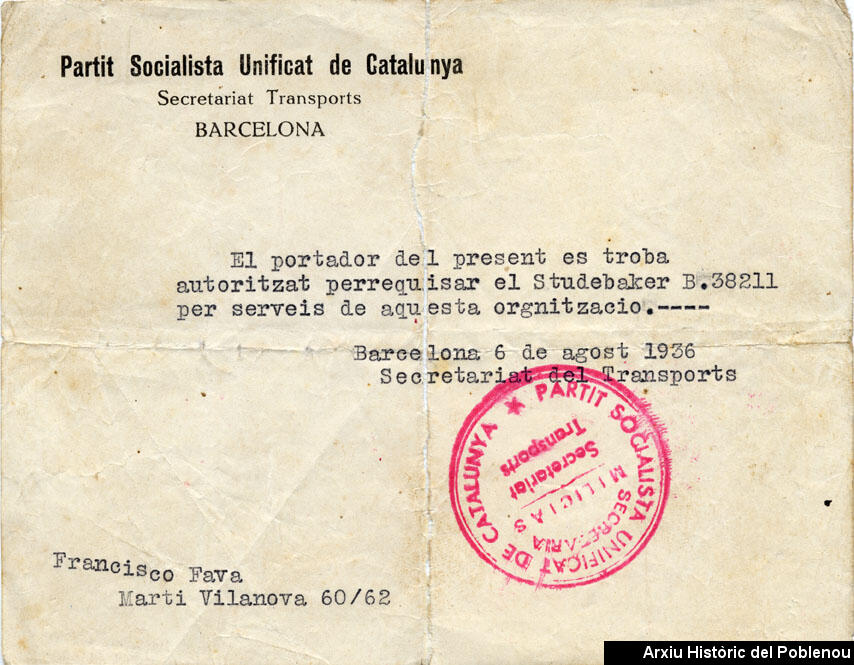 Partit Socialista Unificat de Catalunya
Secretariat Transports
BARCELONA
El portador del present es troba
autoritzat perrequisar el Studebaker B.38211
per serveis de aquesta orgnitzacio.----
Barcelona 6 de agost 1936
Secretariat del Transports
PARTIT SOCIALISTA UNIFICAT DE CATALUNYA
SECRETARIA
MILICIAS
Secretariat
Transports
Francisco Fava
Marti Vilanova 60/62
Arxiu Històric del Poblenou